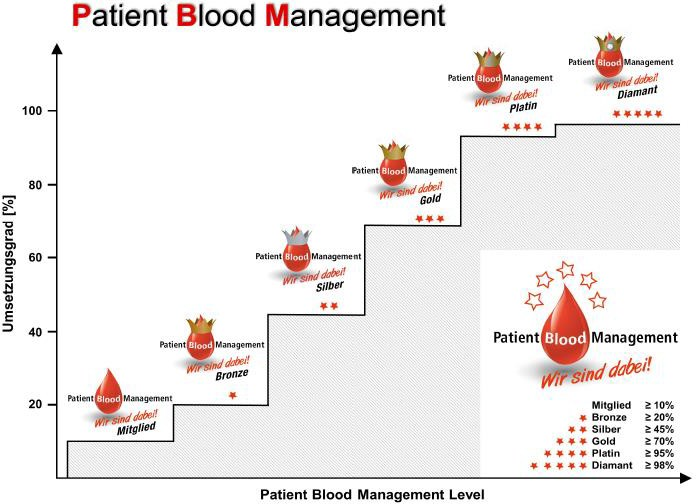 Patient Blood Management
Umsetzungsgrad [%]
100
80
60
40
20
Patient Blood Management
Wir sind dabei!
Mitglied
Patient Blood Management
Wir sind dabei!
Bronze
Patient Blood Management
Wir sind dabei!
Silber
Patient Blood Management
Wir sind dabei!
Gold
Patient Blood Management
Wir sind dabei!
Platin
Patient Blood Management
Wir sind dabei!
Diamant
Patient Blood Management
Wir sind dabei!
Mitglied ≥ 10%
Bronze ≥ 20%
Silber ≥ 45%
Gold ≥ 70%
Platin ≥ 95%
Diamant ≥ 98%
Patient Blood Management Level